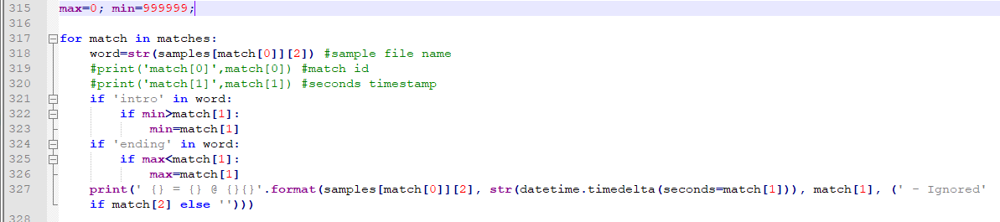 315 max=0; min=999999;
316
317 for match in matches:
318     word=str(samples[match[0]][2]) #sample file name
319     #print('match[0]',match[0]) #match id
320     #print('match[1]',match[1]) #seconds timestamp
321     if 'intro' in word:
322         if min>match[1]:
323             min=match[1]
324     if 'ending' in word:
325         if max<match[1]:
326             max=match[1]
327     print(' {} = {} @ {}{}'.format(samples[match[0]][2], str(datetime.timedelta(seconds=match[1])), match[1], (' - Ignored'
    if match[2] else '')))
328